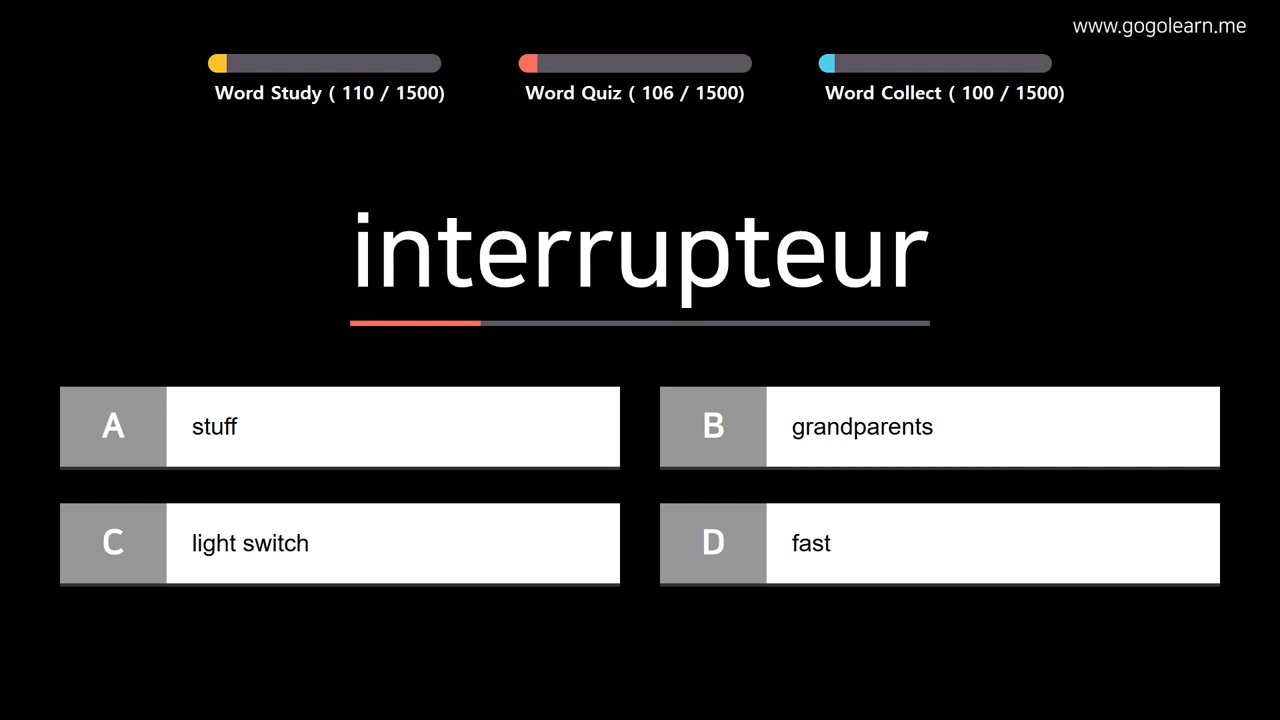 www.gogolearn.me
Word Study ( 110 / 1500)
Word Quiz ( 106 / 1500)
Word Collect ( 100 / 1500)
interrupteur
A stuff
B grandparents
C light switch
D fast